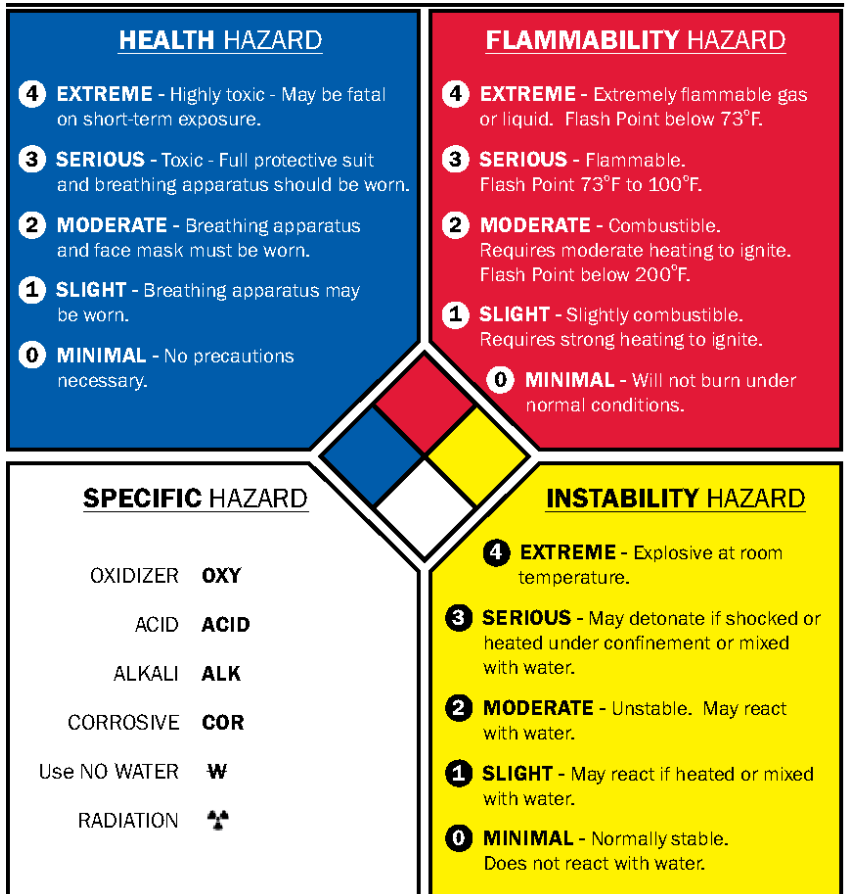 HEALTH HAZARD
4 EXTREME - Highly toxic - May be fatal
on short-term exposure.
3 SERIOUS - Toxic - Full protective suit
and breathing apparatus should be worn.
2 MODERATE - Breathing apparatus
and face mask must be worn.
1 SLIGHT - Breathing apparatus may
be worn.
0 MINIMAL - No precautions
necessary.
FLAMMABILITY HAZARD
4 EXTREME - Extremely flammable gas
or liquid. Flash Point below 73°F.
3 SERIOUS - Flammable.
Flash Point 73°F to 100°F.
2 MODERATE - Combustible.
Requires moderate heating to ignite.
Flash Point below 200°F.
1 SLIGHT - Slightly combustible.
Requires strong heating to ignite.
0 MINIMAL - Will not burn under
normal conditions.
SPECIFIC HAZARD
OXIDIZER OXY
ACID ACID
ALKALI ALK
CORROSIVE COR
Use NO WATER W̶
RADIATION ☢
INSTABILITY HAZARD
4 EXTREME - Explosive at room
temperature.
3 SERIOUS - May detonate if shocked or
heated under confinement or mixed
with water.
2 MODERATE - Unstable. May react
with water.
1 SLIGHT - May react if heated or mixed
with water.
0 MINIMAL - Normally stable.
Does not react with water.